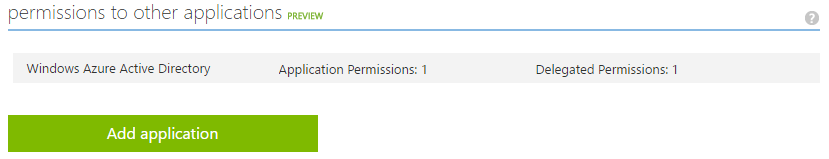 permissions to other applications PREVIEW
?
Windows Azure Active Directory Application Permissions: 1 Delegated Permissions: 1
Add application